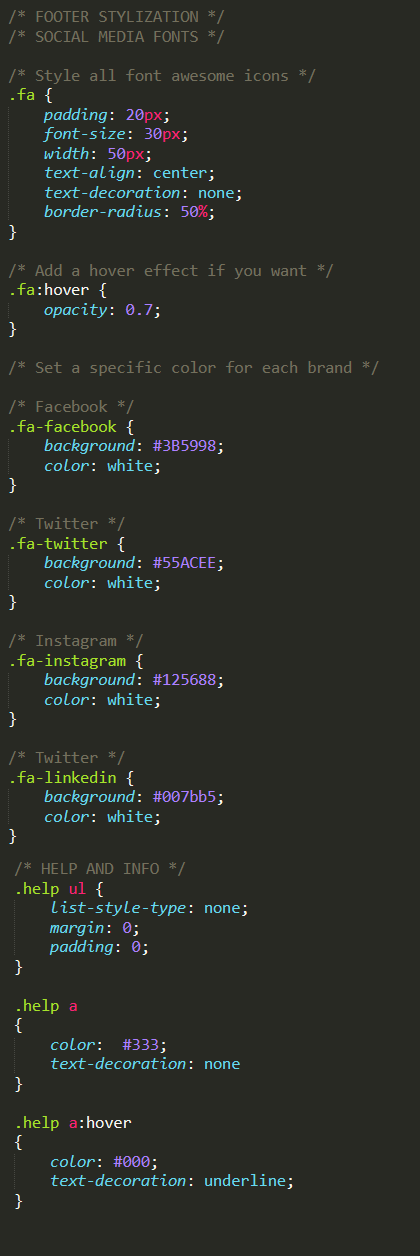 /* FOOTER STYLIZATION */
/* SOCIAL MEDIA FONTS */

/* Style all font awesome icons */
.fa {
    padding: 20px;
    font-size: 30px;
    width: 50px;
    text-align: center;
    text-decoration: none;
    border-radius: 50%;
}

/* Add a hover effect if you want */
.fa:hover {
    opacity: 0.7;
}

/* Set a specific color for each brand */

/* Facebook */
.fa-facebook {
    background: #3B5998;
    color: white;
}

/* Twitter */
.fa-twitter {
    background: #55ACEE;
    color: white;
}

/* Instagram */
.fa-instagram {
    background: #125688;
    color: white;
}

/* Twitter */
.fa-linkedin {
    background: #007bb5;
    color: white;
}
/* HELP AND INFO */
.help ul {
    list-style-type: none;
    margin: 0;
    padding: 0;
}

.help a
{
    color:  #333;
    text-decoration: none
}

.help a:hover
{
    color: #000;
    text-decoration: underline;
}